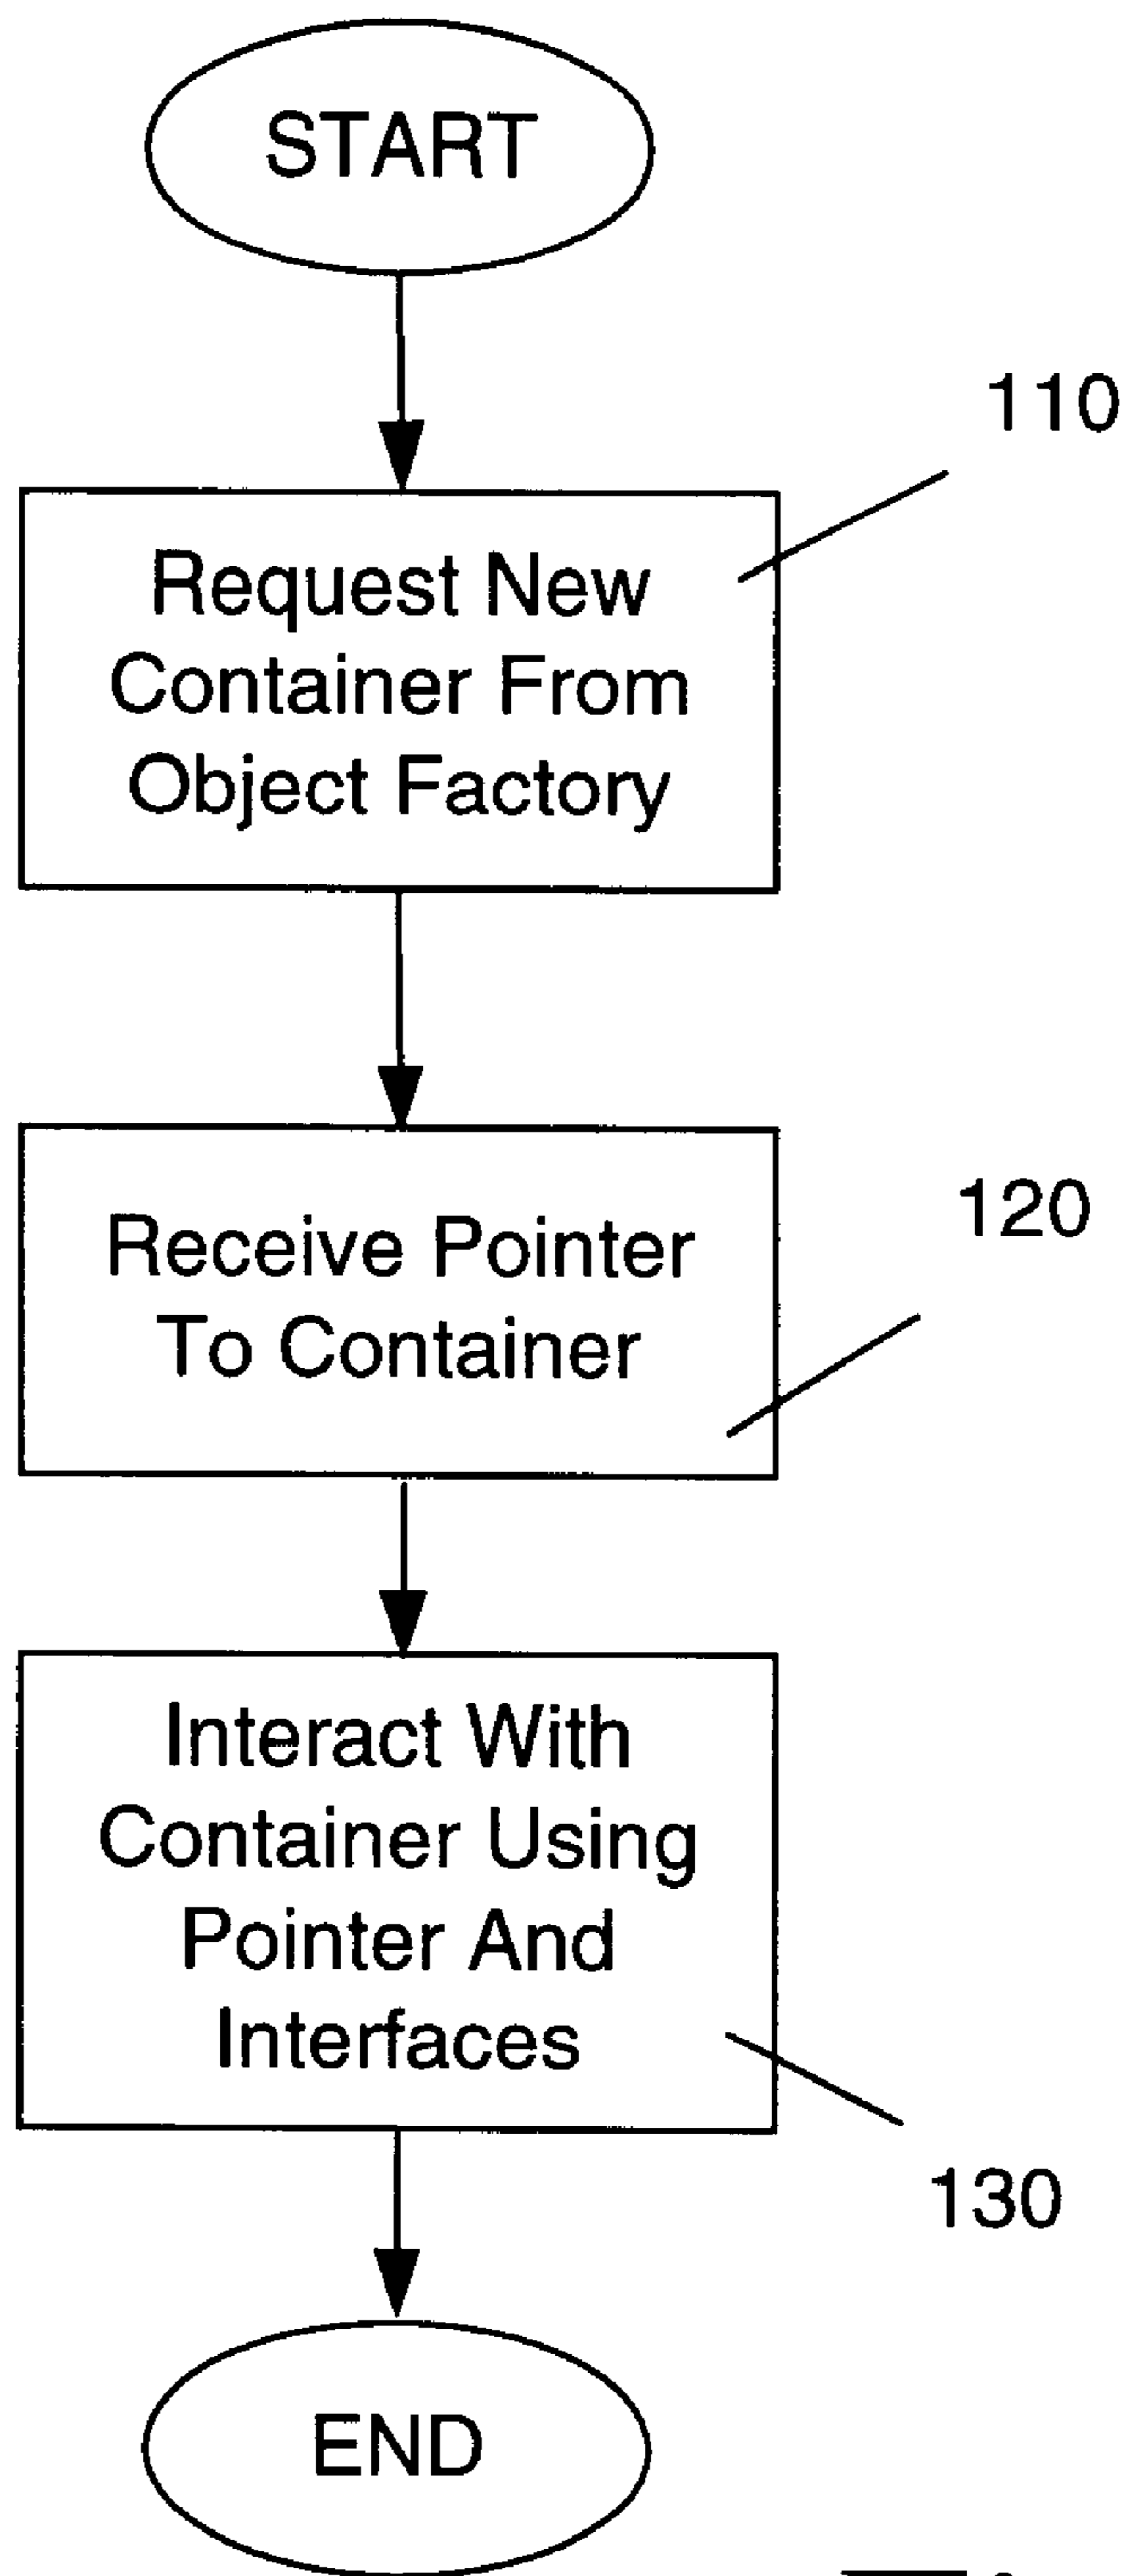 START
110
Request New
Container From
Object Factory
120
Receive Pointer
To Container
Interact With
Container Using
Pointer And
Interfaces
130
END